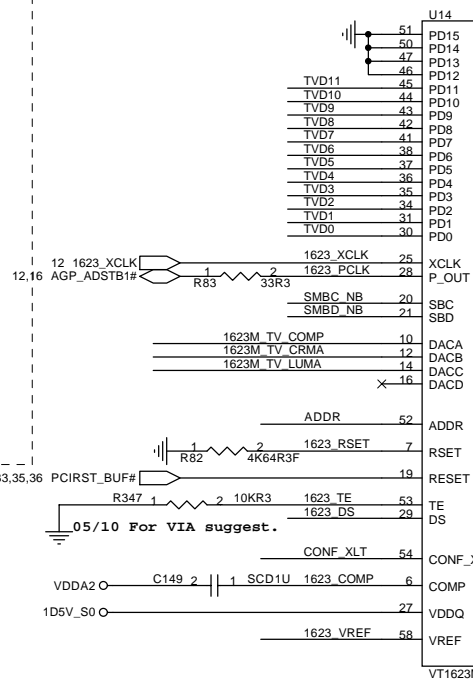 U14
51 PD15
50 PD14
47 PD13
46 PD12
TVD11 45 PD11
TVD10 44 PD10
TVD9 43 PD9
TVD8 42 PD8
TVD7 41 PD7
TVD6 38 PD6
TVD5 37 PD5
TVD4 36 PD4
TVD3 35 PD3
TVD2 34 PD2
TVD1 31 PD1
TVD0 30 PD0
12 1623_XCLK 1623_XCLK 25 XCLK
12,16 AGP_ADSTB1# 1 2 1623_PCLK 28 P_OUT
R83 33R3
SMBC_NB 20 SBC
SMBD_NB 21 SBD
1623M_TV_COMP 10 DACA
1623M_TV_CRMA 12 DACB
1623M_TV_LUMA 14 DACC
16 DACD
ADDR 52 ADDR
1 2 1623_RSET 7 RSET
R82 4K64R3F
3,35,36 PCIRST_BUF# 19 RESET
R347 1 2 10KR3 1623_TE 53 TE
1623_DS 29 DS
05/10 For VIA suggest.
CONF_XLT 54 CONF_X
VDDA2 C149 2 1 SCD1U 1623_COMP 6 COMP
1D5V_S0 27 VDDQ
1623_VREF 58 VREF
VT1623M